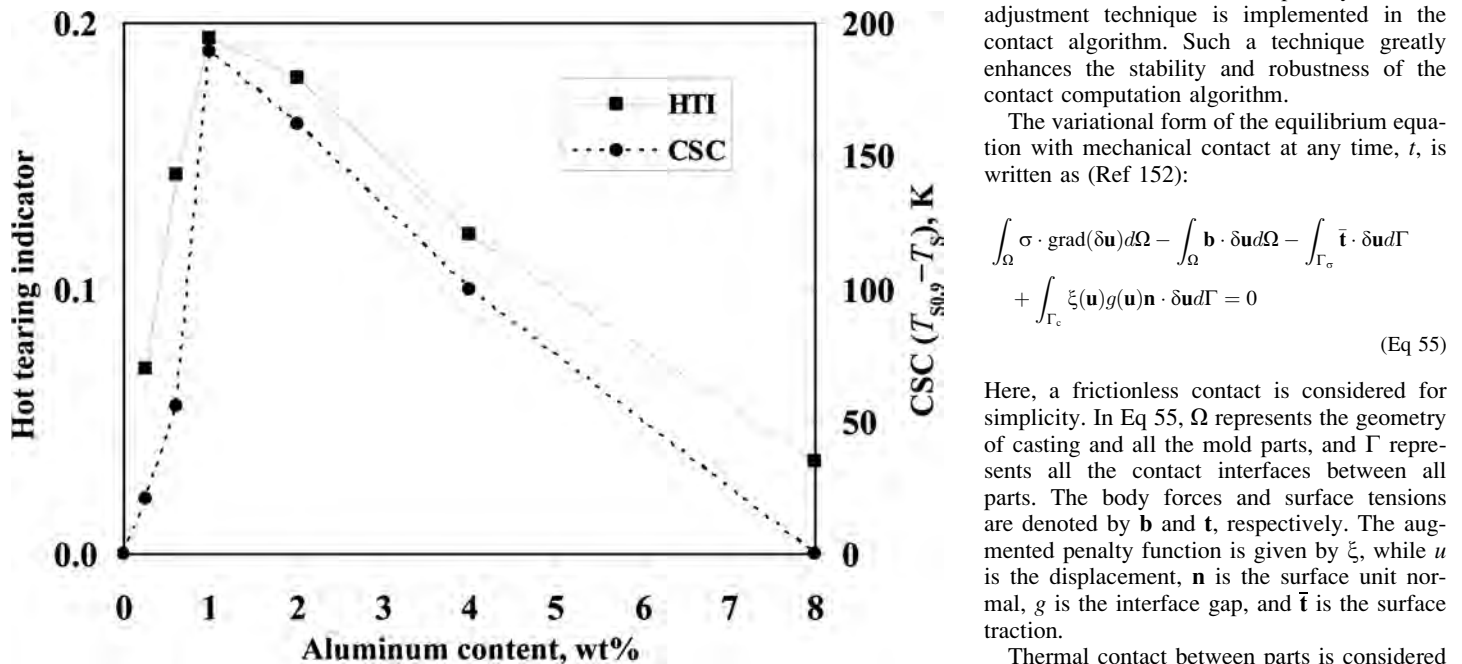 0.2
0.1
0.0
Hot tearing indicator
HTI
CSC
200
150
100
50
0
CSC (T_S0.9−T_S), K
0 1 2 3 4 5 6 7 8
Aluminum content, wt%
adjustment technique is implemented in the
contact algorithm. Such a technique greatly
enhances the stability and robustness of the
contact computation algorithm.
The variational form of the equilibrium equa-
tion with mechanical contact at any time, t, is
written as (Ref 152):
∫_Ω σ · grad(δu)dΩ − ∫_Ω b · δudΩ − ∫_Γσ t̄ · δudΓ
+ ∫_Γc ξ(u)g(u)n · δudΓ = 0
(Eq 55)
Here, a frictionless contact is considered for
simplicity. In Eq 55, Ω represents the geometry
of casting and all the mold parts, and Γ repre-
sents all the contact interfaces between all
parts. The body forces and surface tensions
are denoted by b and t, respectively. The aug-
mented penalty function is given by ξ, while u
is the displacement, n is the surface unit nor-
mal, g is the interface gap, and t̄ is the surface
traction.
Thermal contact between parts is considered